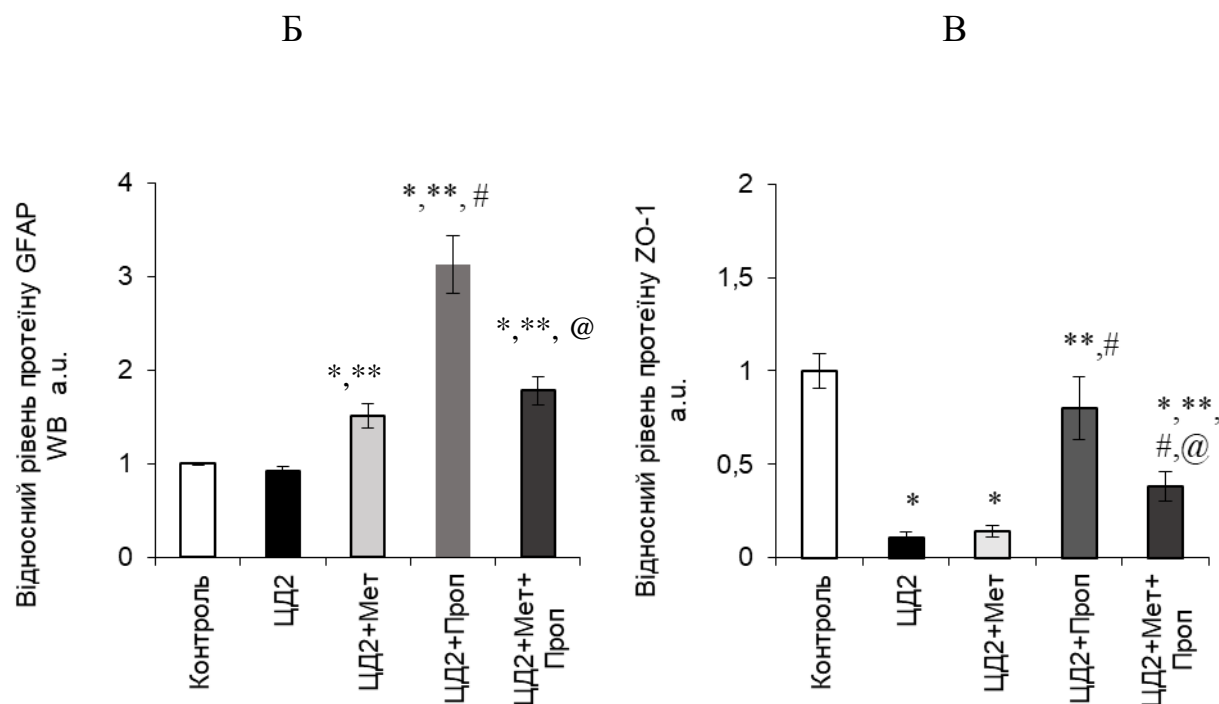 Б
Відносний рівень протеїну GFAP
WB a.u.
4
3
2
1
0
*,**
*,**, #
*,**, @
Контроль
ЦД2
ЦД2+Мет
ЦД2+Проп
ЦД2+Мет+
Проп
В
Відносний рівень протеїну ZO-1
a.u.
2
1,5
1
0,5
0
*
*
**,#
*,**,
#,@
Контроль
ЦД2
ЦД2+Мет
ЦД2+Проп
ЦД2+Мет+
Проп